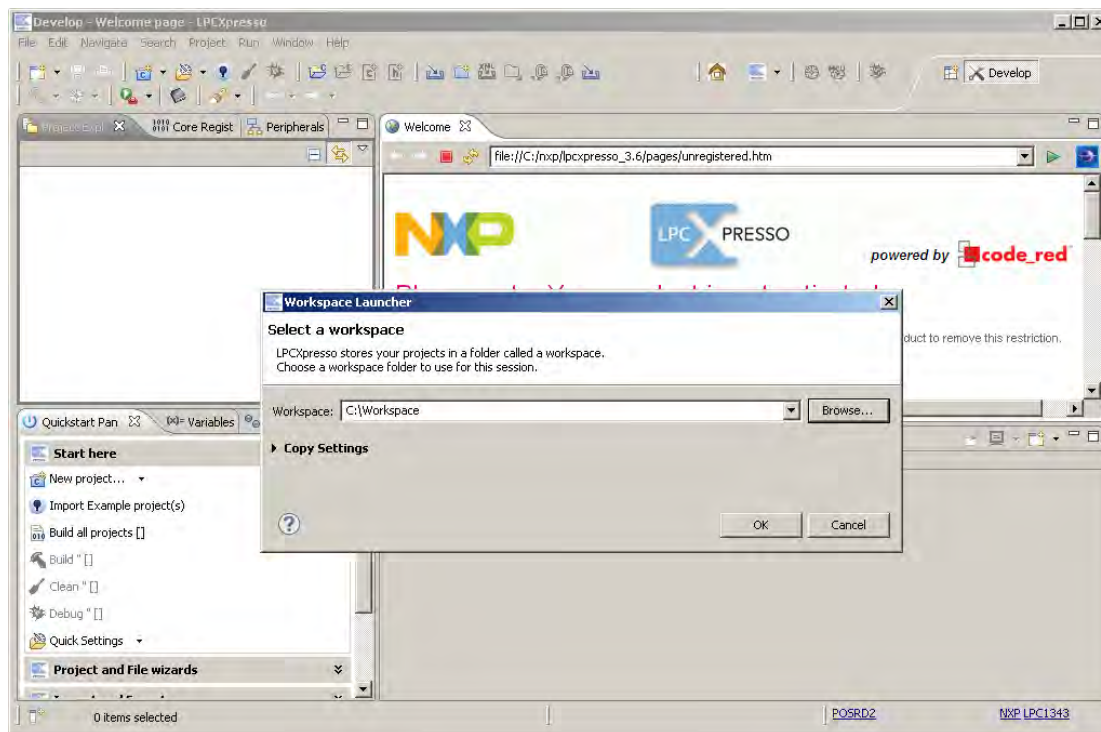 Develop - Welcome page - LPCXpresso
File Edit Navigate Search Project Run Window Help
Develop
Core Regist
Peripherals
Welcome
file://C:/nxp/lpcxpresso_3.6/pages/unregistered.htm
NXP
LPC XPRESSO
powered by code_red
duct to remove this restriction.
Workspace Launcher
Select a workspace
LPCXpresso stores your projects in a folder called a workspace.
Choose a workspace folder to use for this session.
Workspace: C:\Workspace Browse...
Copy Settings
OK Cancel
Quickstart Pan
(x)= Variables
Start here
New project...
Import Example project(s)
Build all projects []
Build '' []
Clean '' []
Debug '' []
Quick Settings
Project and File wizards
0 items selected
POSRD2
NXP LPC1343